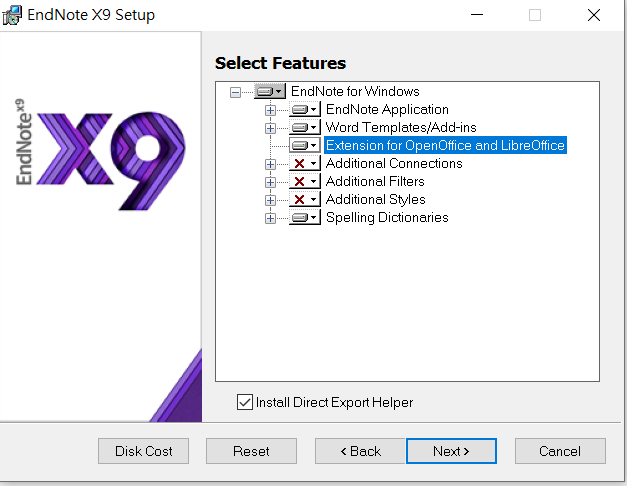 EndNote X9 Setup
EndNote X9
X9
Select Features
EndNote for Windows
EndNote Application
Word Templates/Add-ins
Extension for OpenOffice and LibreOffice
Additional Connections
Additional Filters
Additional Styles
Spelling Dictionaries
Install Direct Export Helper
Disk Cost
Reset
< Back
Next >
Cancel